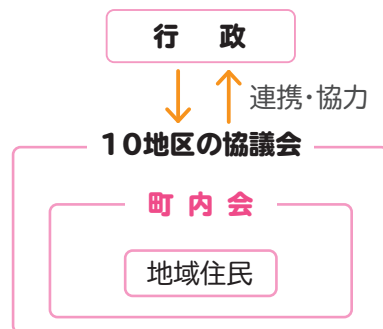 行 政
連携・協力
10地区の協議会
町内会
地域住民